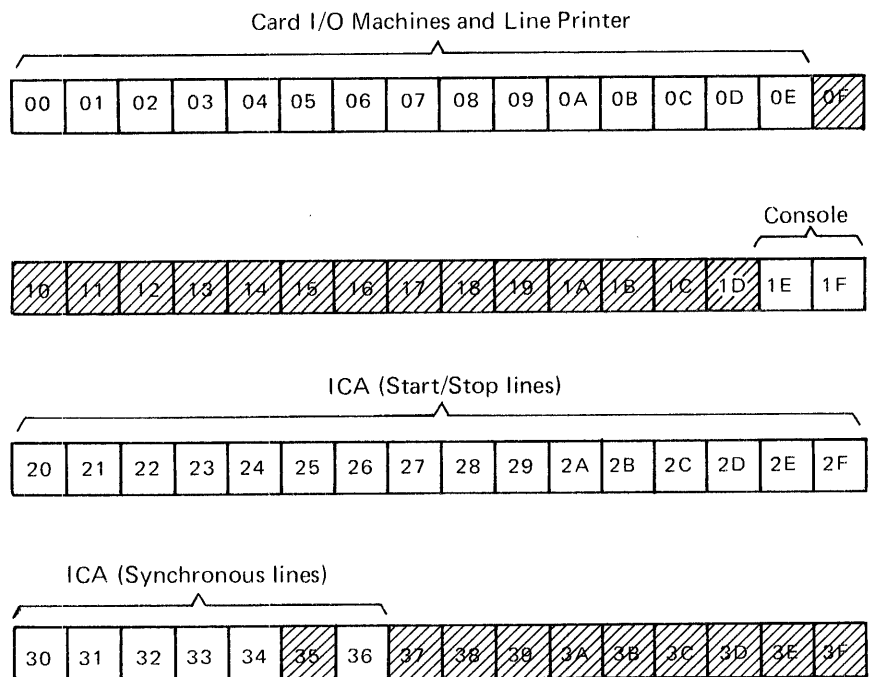 Card I/O Machines and Line Printer
00 01 02 03 04 05 06 07 08 09 0A 0B 0C 0D 0E 0F
Console
10 11 12 13 14 15 16 17 18 19 1A 1B 1C 1D 1E 1F
ICA (Start/Stop lines)
20 21 22 23 24 25 26 27 28 29 2A 2B 2C 2D 2E 2F
ICA (Synchronous lines)
30 31 32 33 34 35 36 37 38 39 3A 3B 3C 3D 3E 3F